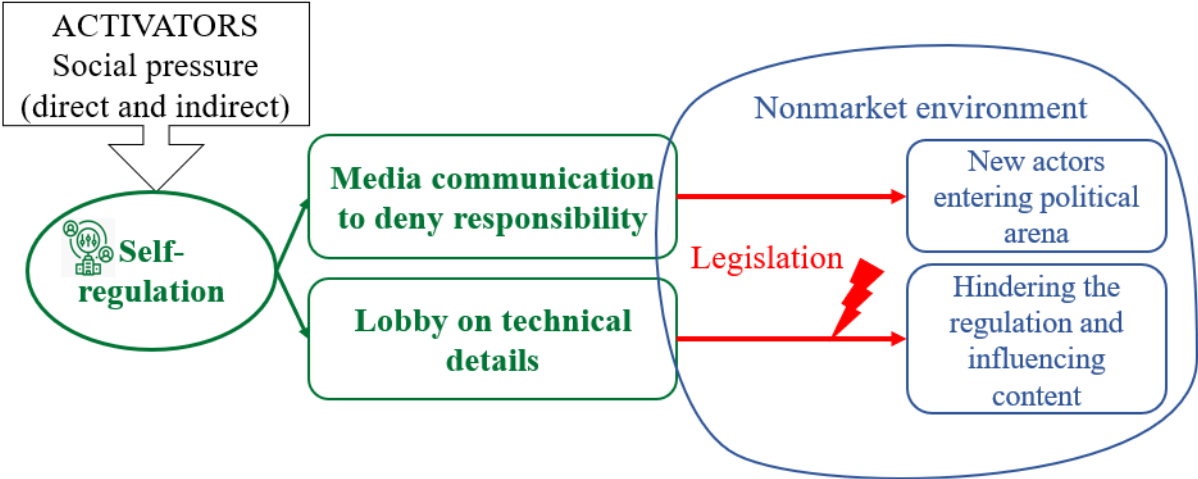 ACTIVATORS
Social pressure
(direct and indirect)
Self-
regulation
Media communication
to deny responsibility
Lobby on technical
details
Nonmarket environment
Legislation
New actors
entering political
arena
Hindering the
regulation and
influencing
content